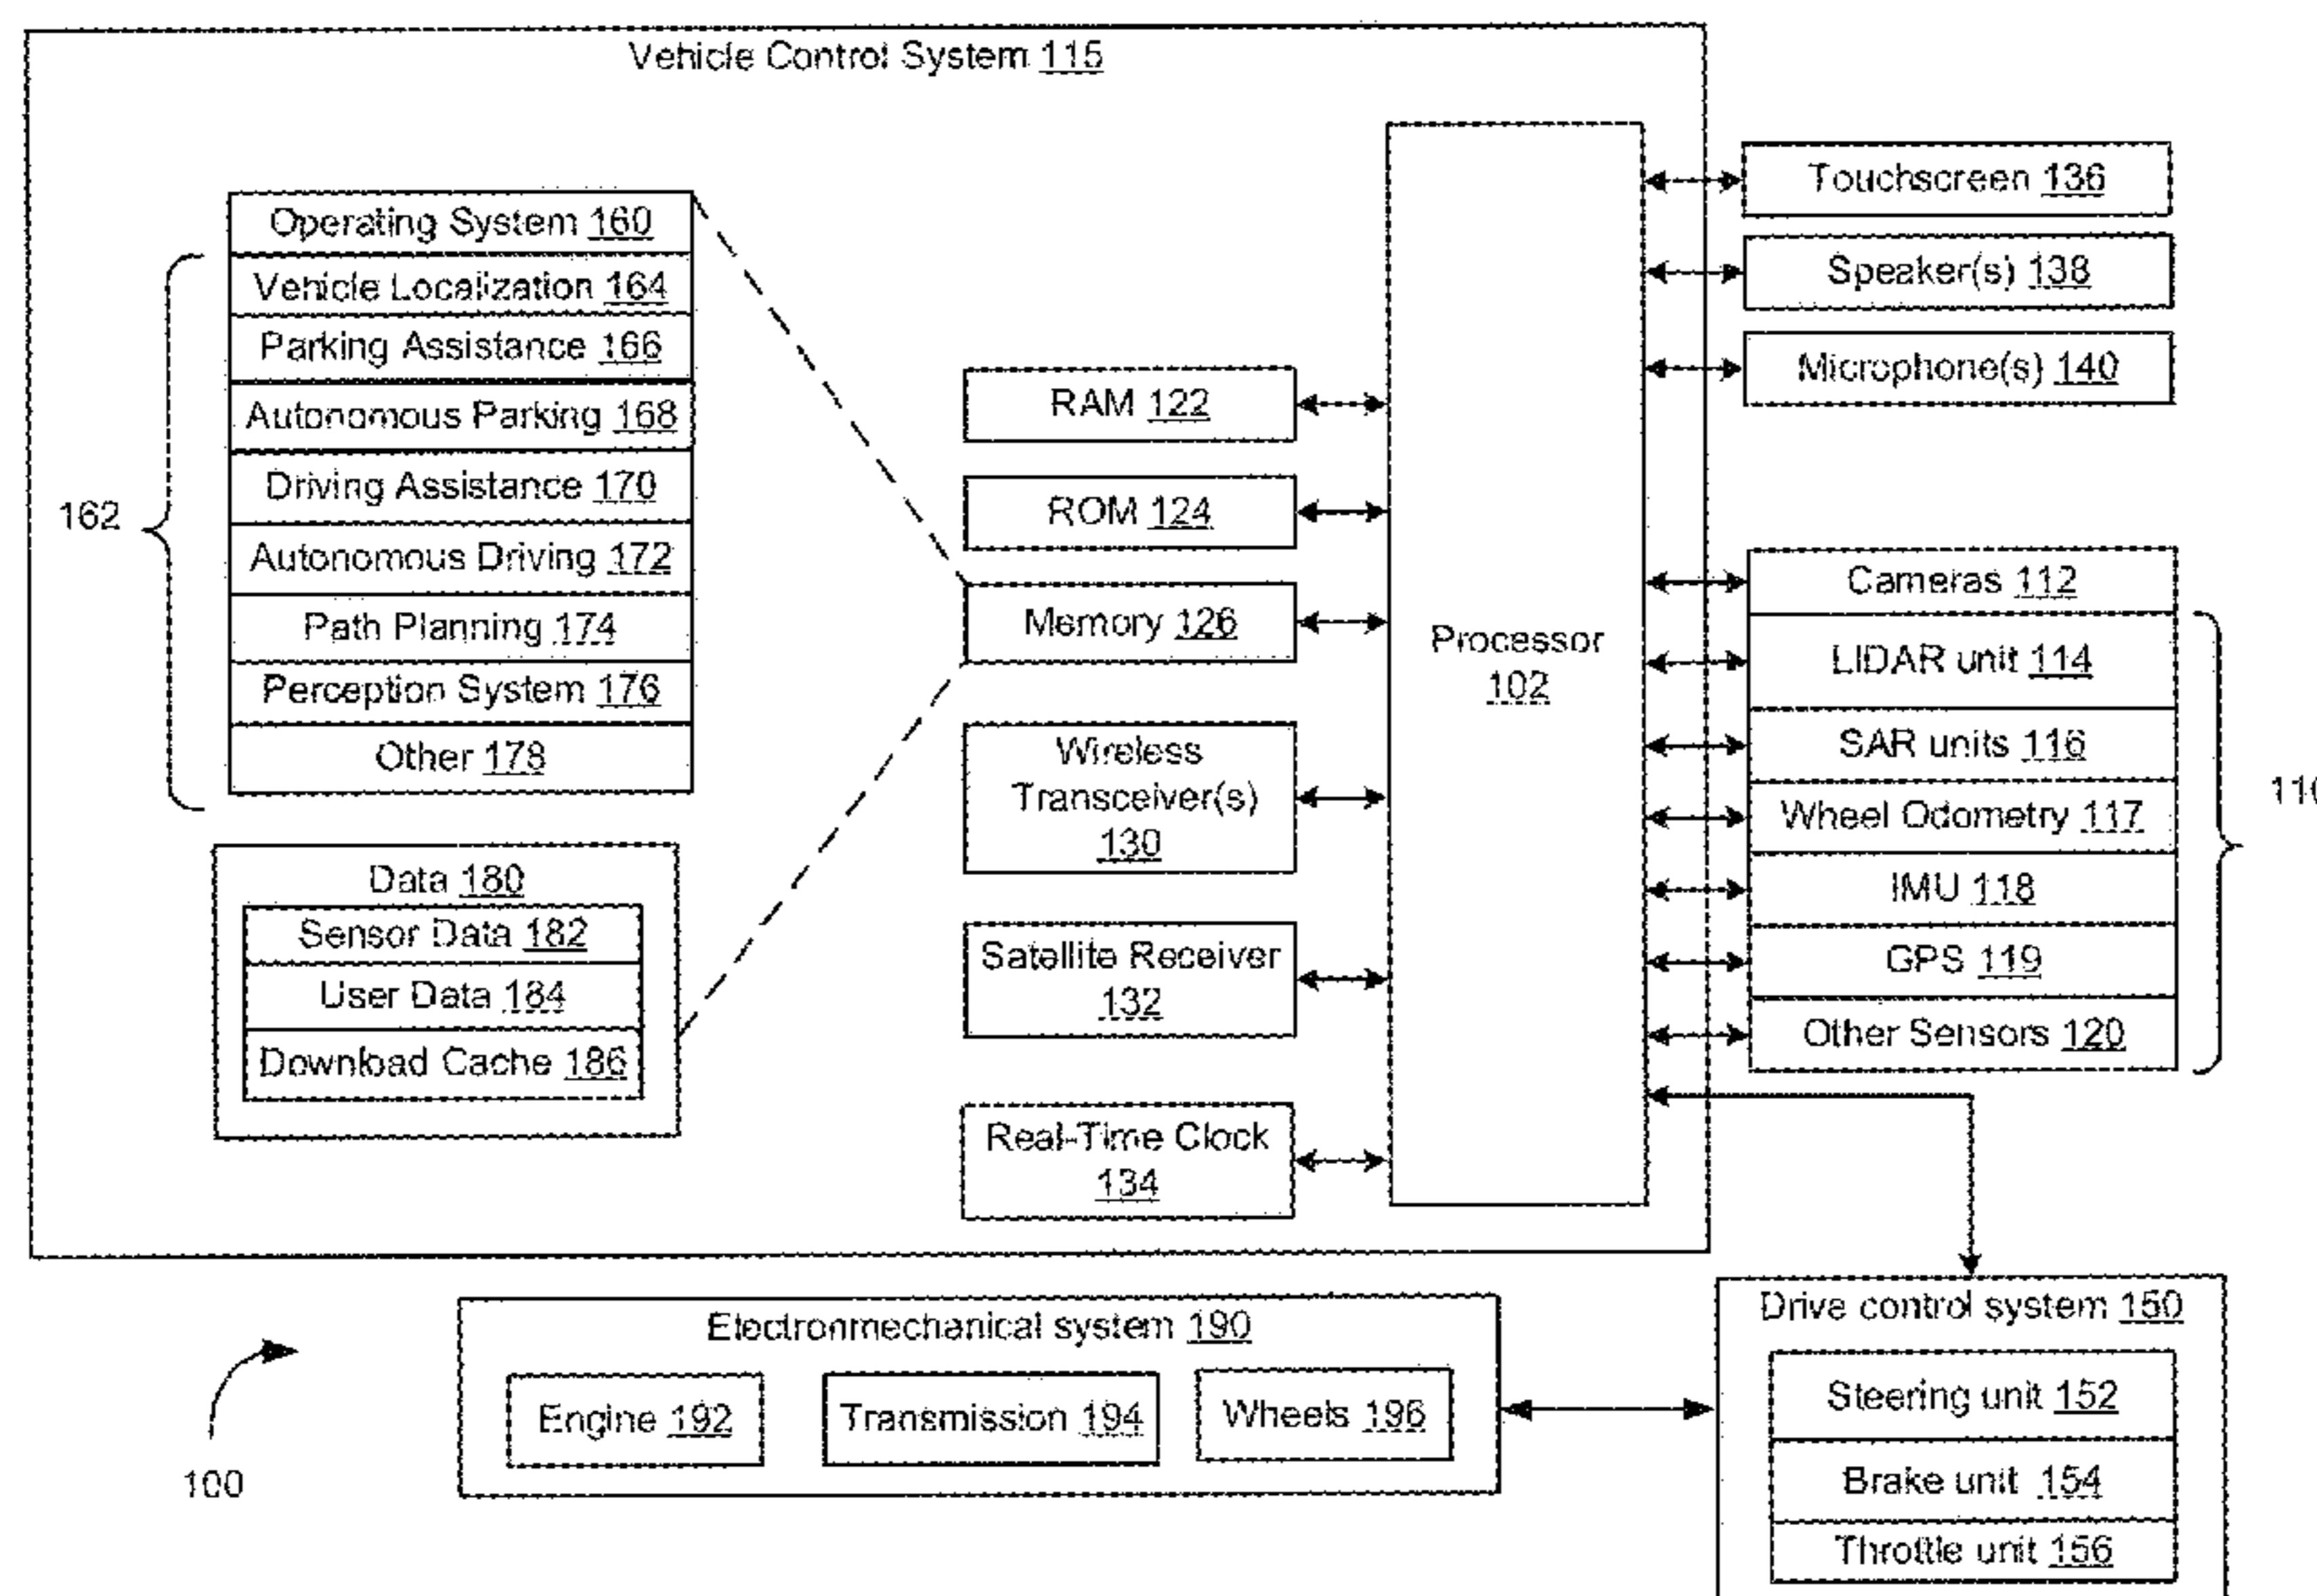 Vehicle Control System 115
Operating System 160
Vehicle Localization 164
Parking Assistance 166
Autonomous Parking 168
Driving Assistance 170
Autonomous Driving 172
Path Planning 174
Perception System 176
Other 178
162
Data 180
Sensor Data 182
User Data 184
Download Cache 186
RAM 122
ROM 124
Memory 126
Wireless
Transceiver(s)
130
Satellite Receiver
132
Real-Time Clock
134
Processor
102
Touchscreen 136
Speaker(s) 138
Microphone(s) 140
Cameras 112
LIDAR unit 114
SAR units 116
Wheel Odometry 117
IMU 118
GPS 119
Other Sensors 120
110
Electronmechanical system 190
Engine 192
Transmission 194
Wheels 196
100
Drive control system 150
Steering unit 152
Brake unit 154
Throttle unit 156